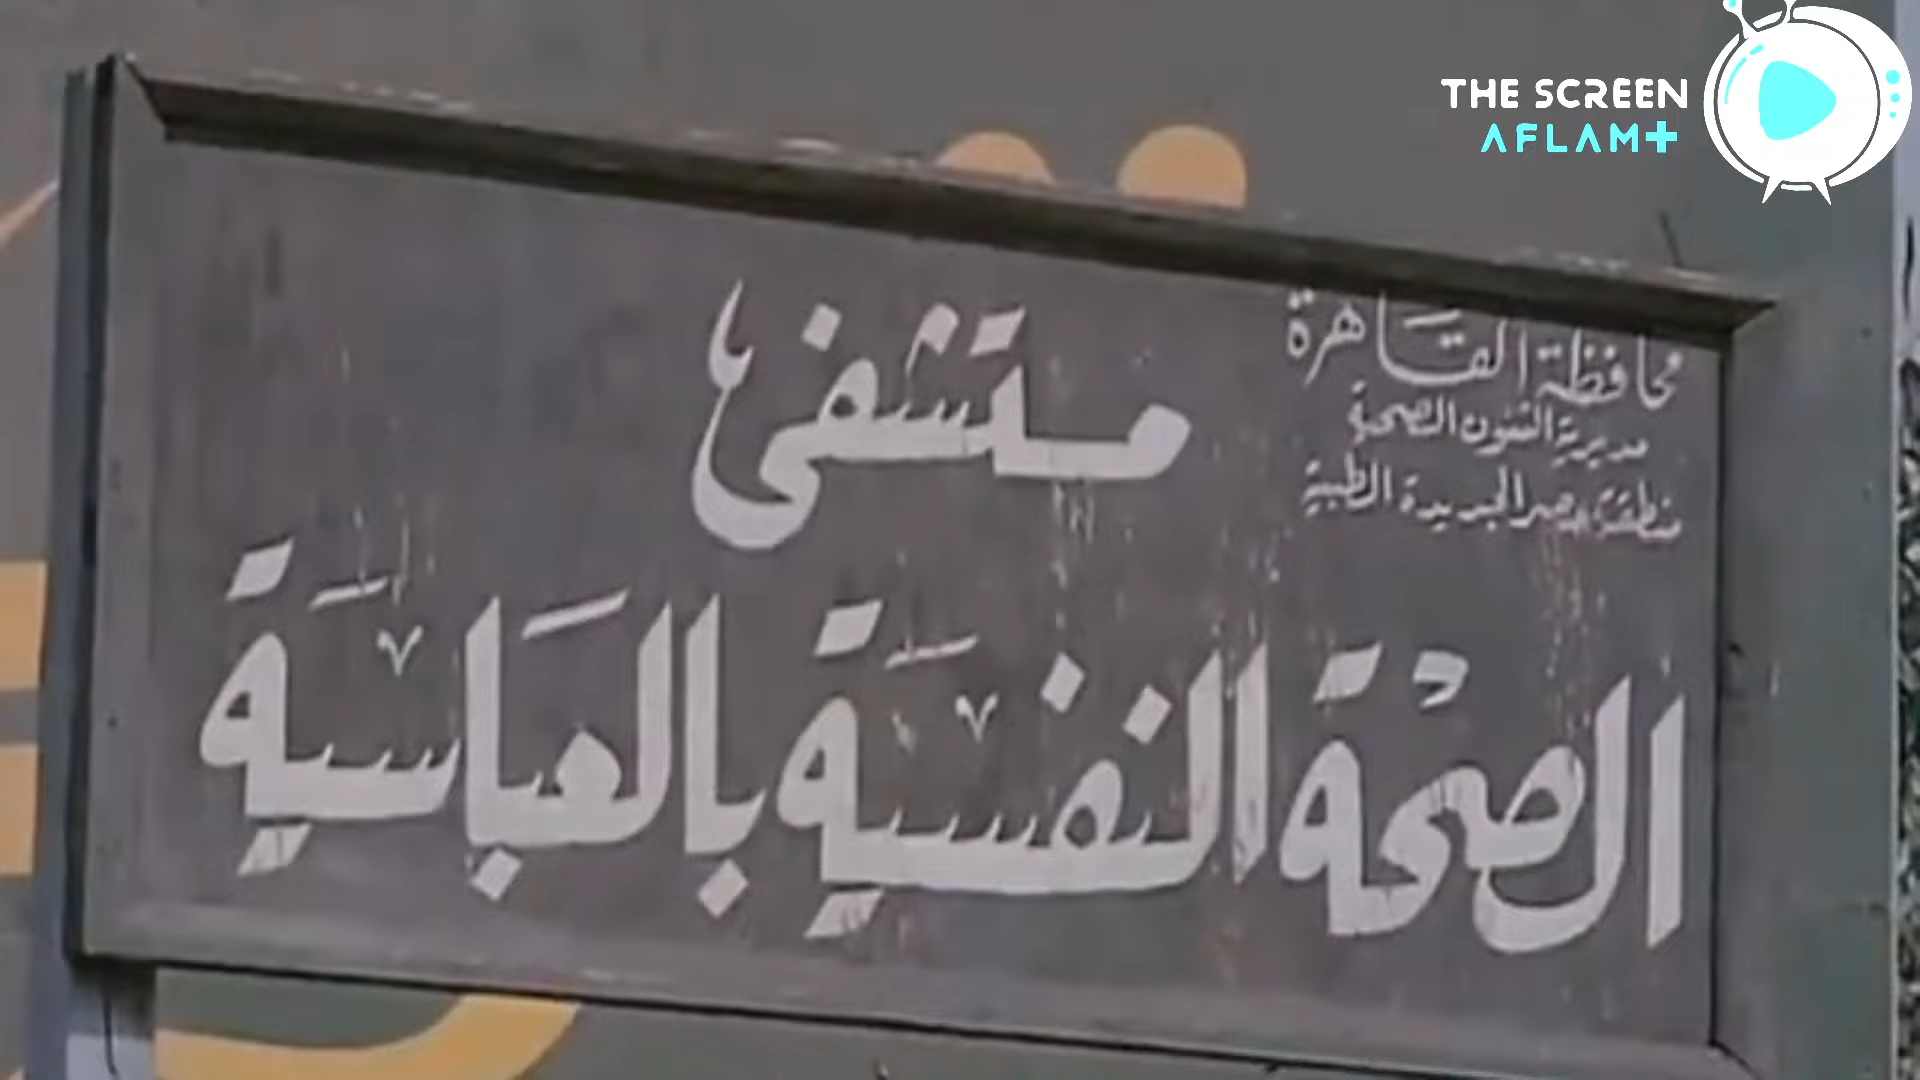 THE SCREEN
AFLAM+
محافظة القاهرة
مديرية الشئون الصحية
منطقة مصر الجديدة الطبية
مستشفى
الصحة النفسية بالعباسية